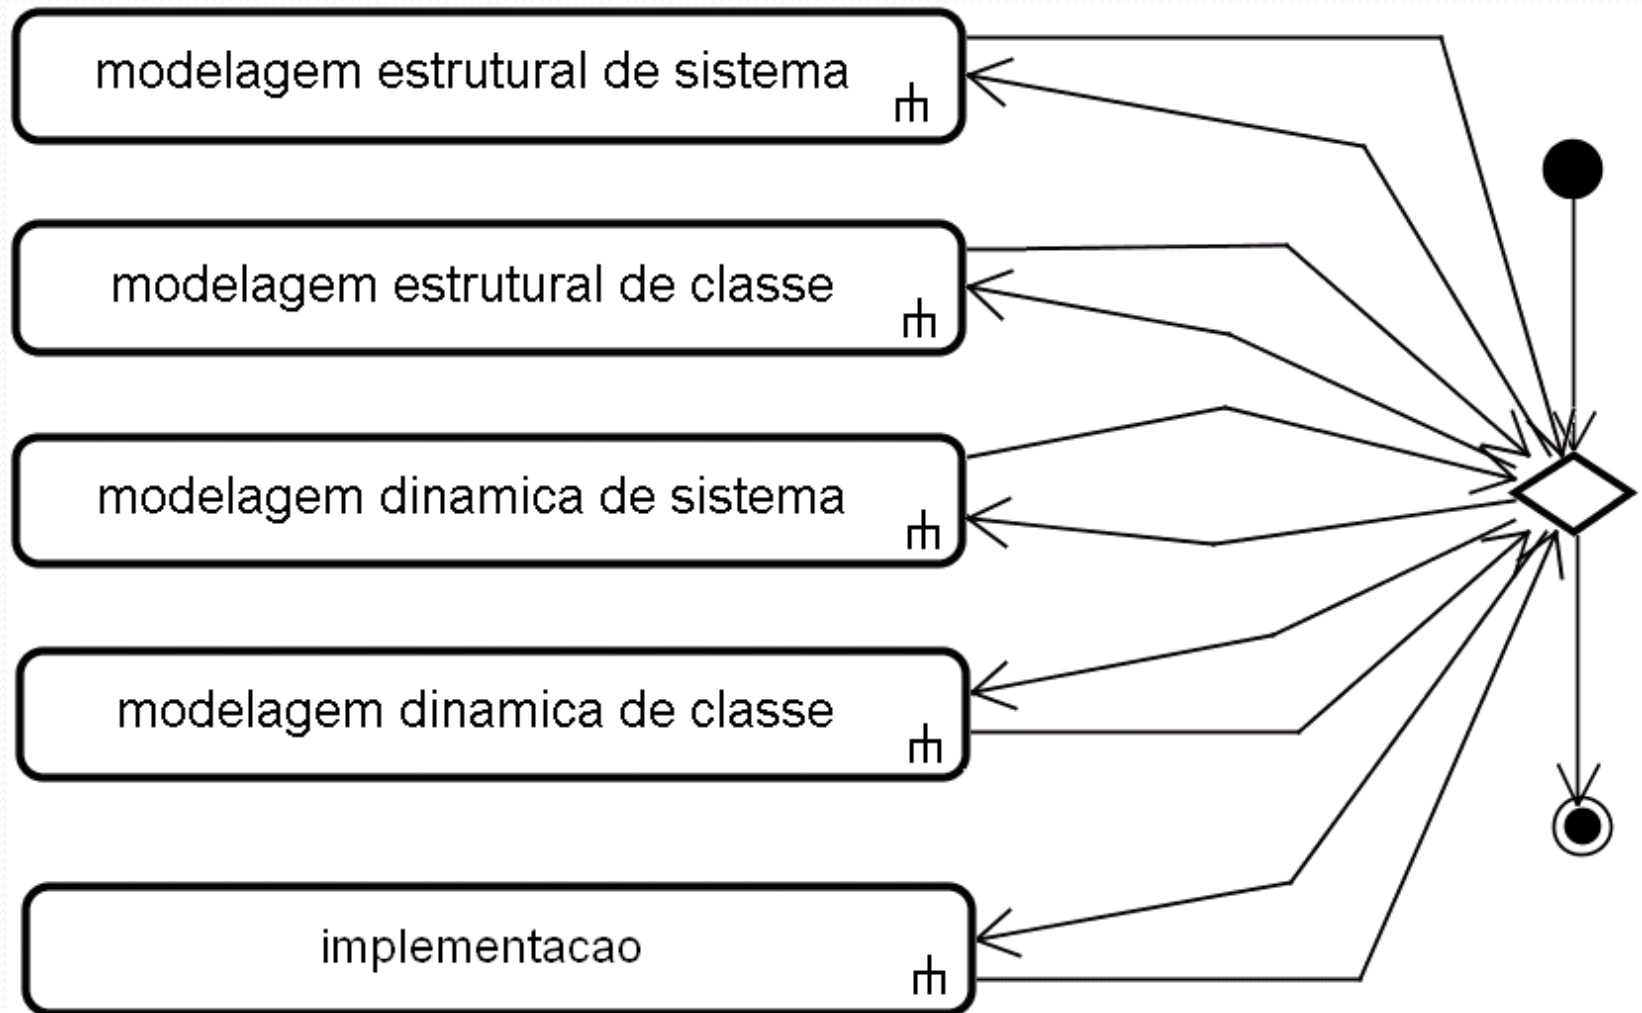 modelagem estrutural de sistema
modelagem estrutural de classe
modelagem dinamica de sistema
modelagem dinamica de classe
implementacao